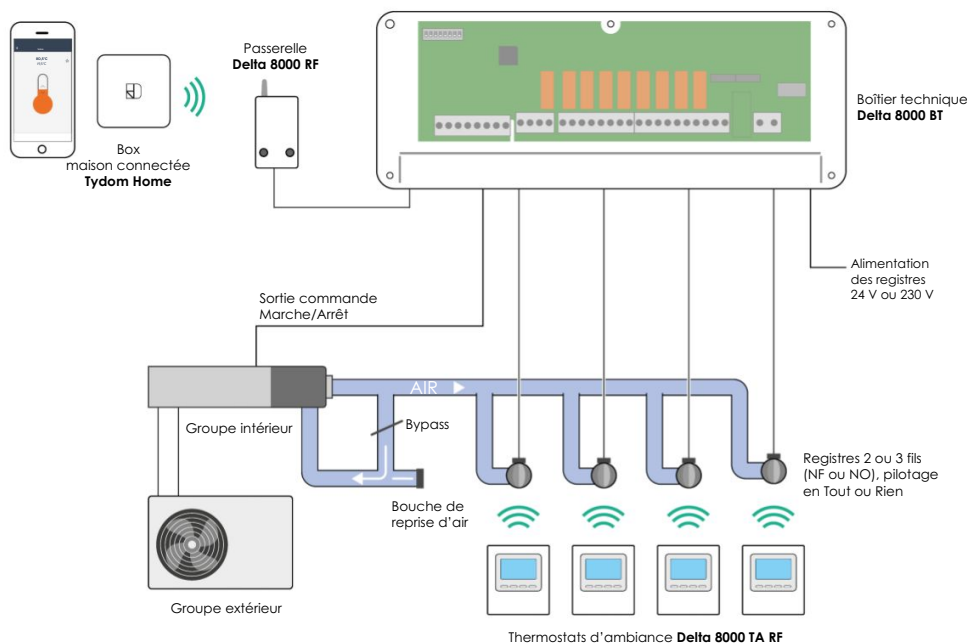 Passerelle
Delta 8000 RF
Box
maison connectée
Tydom Home
Boîtier technique
Delta 8000 BT
Alimentation
des registres
24 V ou 230 V
Sortie commande
Marche/Arrêt
AIR
Groupe intérieur
Bypass
Bouche de
reprise d'air
Registres 2 ou 3 fils
(NF ou NO), pilotage
en Tout ou Rien
Groupe extérieur
Thermostats d'ambiance Delta 8000 TA RF